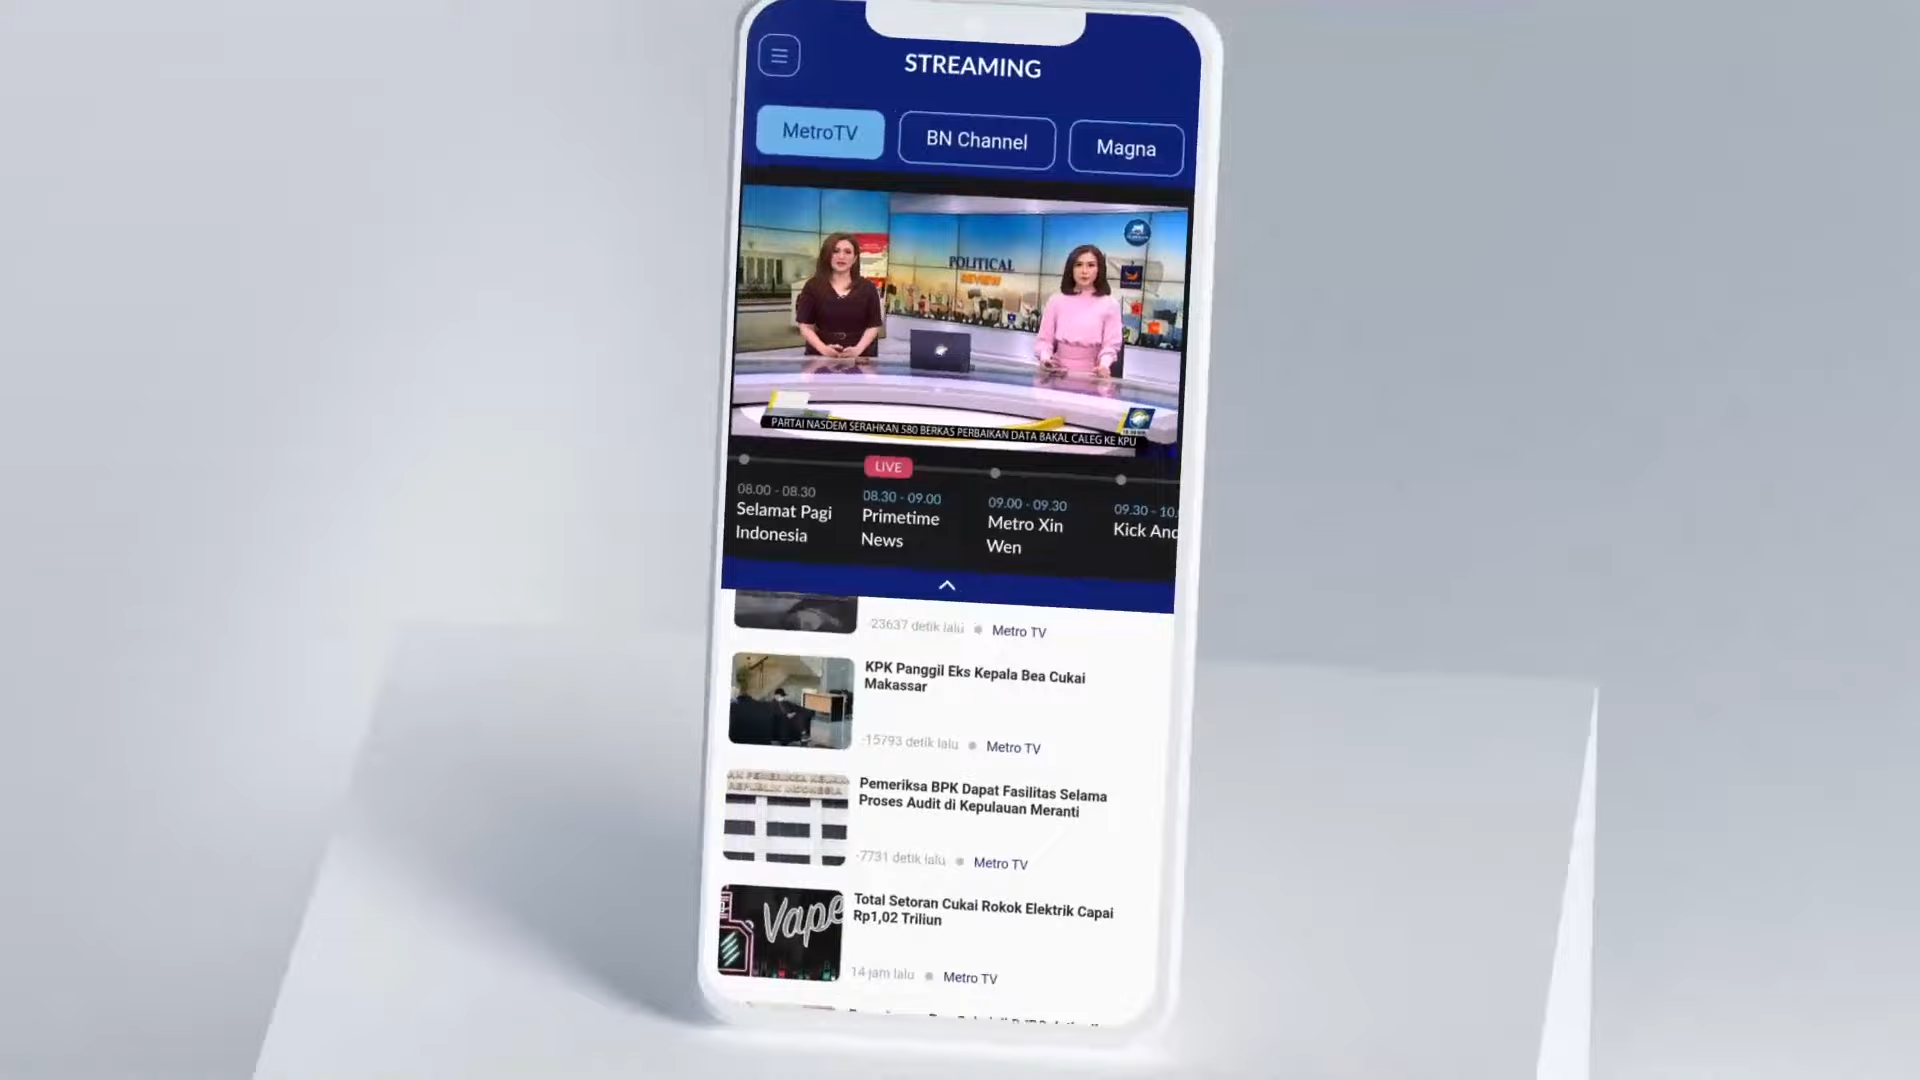 STREAMING
MetroTV
BN Channel
Magna
POLITICAL
REVIEW
PARTAI NASDEM SERAHKAN 580 BERKAS PERBAIKAN DATA BAKAL CALEG KE KPU
LIVE
08.00 - 08.30
Selamat Pagi
Indonesia
08.30 - 09.00
Primetime
News
09.00 - 09.30
Metro Xin
Wen
09.30 - 10.
Kick And
-23637 detik lalu
Metro TV
KPK Panggil Eks Kepala Bea Cukai
Makassar
-15793 detik lalu
Metro TV
REPUBLIK INDONESIA
Pemeriksa BPK Dapat Fasilitas Selama
Proses Audit di Kepulauan Meranti
-7731 detik lalu
Metro TV
Vape
Total Setoran Cukai Rokok Elektrik Capai
Rp1,02 Triliun
14 jam lalu
Metro TV